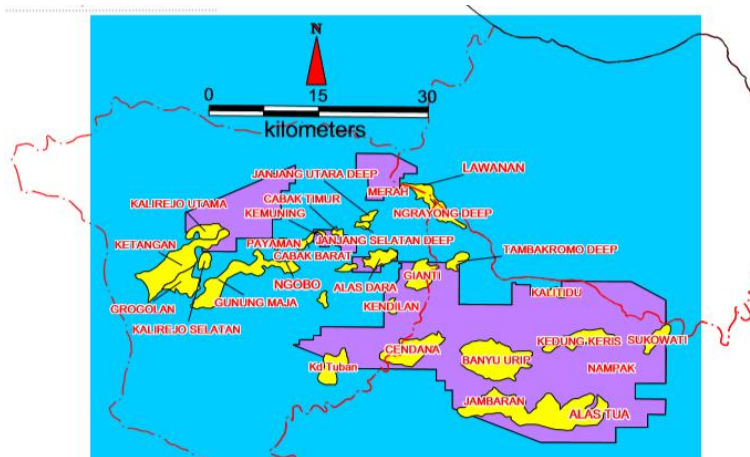 N
0 15 30
kilometers
JANJANG UTARA DEEP
LAWANAN
MERAH
CABAK TIMUR
KALIREJO UTAMA
KEMUNING
NGRAYONG DEEP
KETANGAN
PAYAMAN
JANJANG SELATAN DEEP
TAMBAKROMO DEEP
CABAK BARAT
GIANTI
NGOBO
ALAS DARA
KALITIDU
GROGOLAN
GUNUNG MAJA
KENDILAN
KALIREJO SELATAN
KEDUNG KERIS
SUKOWATI
CENDANA
BANYU URIP
Kd Tuban
NAMPAK
JAMBARAN
ALAS TUA